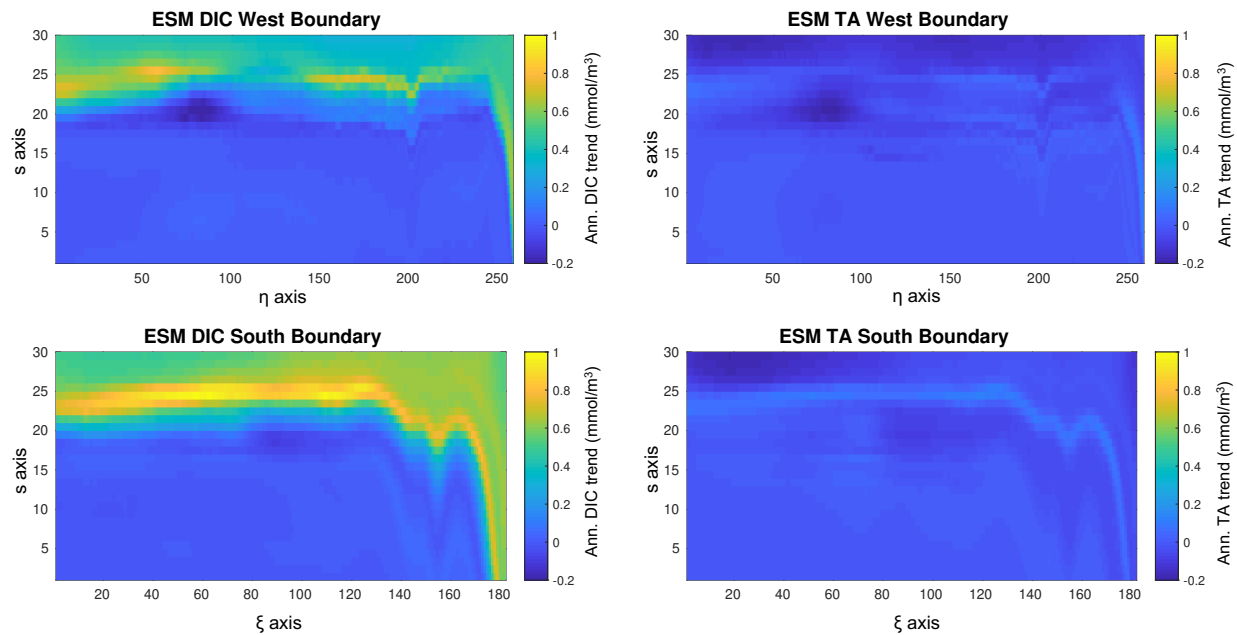 ESM DIC West Boundary
30
25
20
15
10
5
s axis
50 100 150 200 250
η axis
1
0.8
0.6
0.4
0.2
0
-0.2
Ann. DIC trend (mmol/m³)
ESM TA West Boundary
30
25
20
15
10
5
s axis
50 100 150 200 250
η axis
1
0.8
0.6
0.4
0.2
0
-0.2
Ann. TA trend (mmol/m³)
ESM DIC South Boundary
30
25
20
15
10
5
s axis
20 40 60 80 100 120 140 160 180
ξ axis
1
0.8
0.6
0.4
0.2
0
-0.2
Ann. DIC trend (mmol/m³)
ESM TA South Boundary
30
25
20
15
10
5
s axis
20 40 60 80 100 120 140 160 180
ξ axis
1
0.8
0.6
0.4
0.2
0
-0.2
Ann. TA trend (mmol/m³)